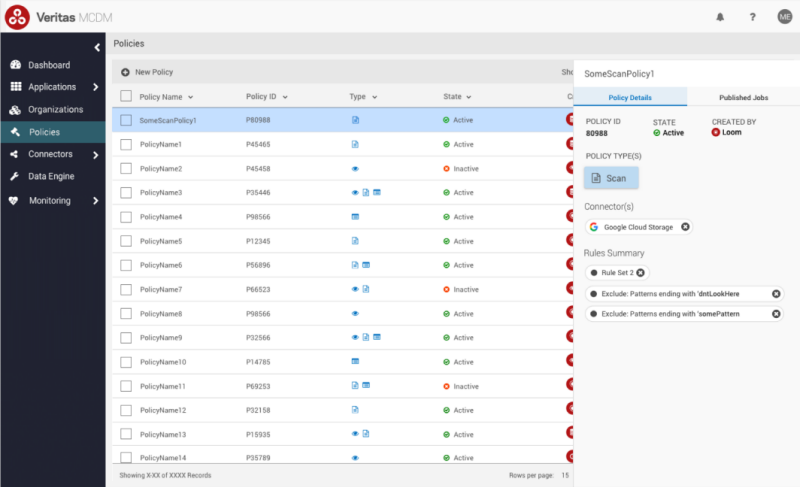 Veritas MCDM
? ME
Dashboard
Applications
Organizations
Policies
Connectors
Data Engine
Monitoring
Policies
New Policy
Sho
Policy Name Policy ID Type State C
SomeScanPolicy1 P80988 Active
PolicyName1 P45465 Active
PolicyName2 P45458 Inactive
PolicyName3 P35446 Active
PolicyName4 P98566 Active
PolicyName5 P12345 Active
PolicyName6 P56896 Active
PolicyName7 P66523 Inactive
PolicyName8 P98566 Active
PolicyName9 P32566 Active
PolicyName10 P14785 Active
PolicyName11 P69253 Inactive
PolicyName12 P32158 Active
PolicyName13 P15935 Active
PolicyName14 P35789 Active
Showing X-XX of XXXX Records Rows per page: 15
SomeScanPolicy1
Policy Details Published Jobs
POLICY ID STATE CREATED BY
80988 Active Loom
POLICY TYPE(S)
Scan
Connector(s)
Google Cloud Storage
Rules Summary
Rule Set 2
Exclude: Patterns ending with 'dntLookHere
Exclude: Patterns ending with 'somePattern